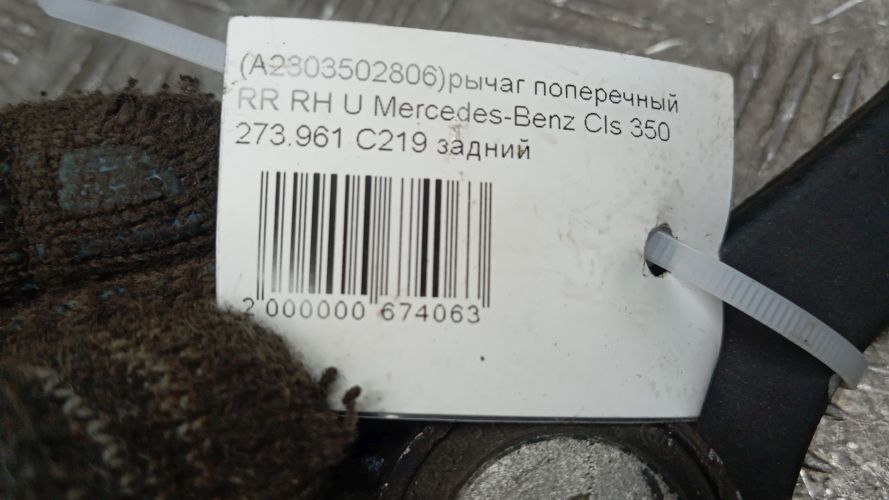 (A2303502806)рычаг поперечный
RR RH U Mercedes-Benz Cls 350
273.961 C219 задний
2 000000 674063